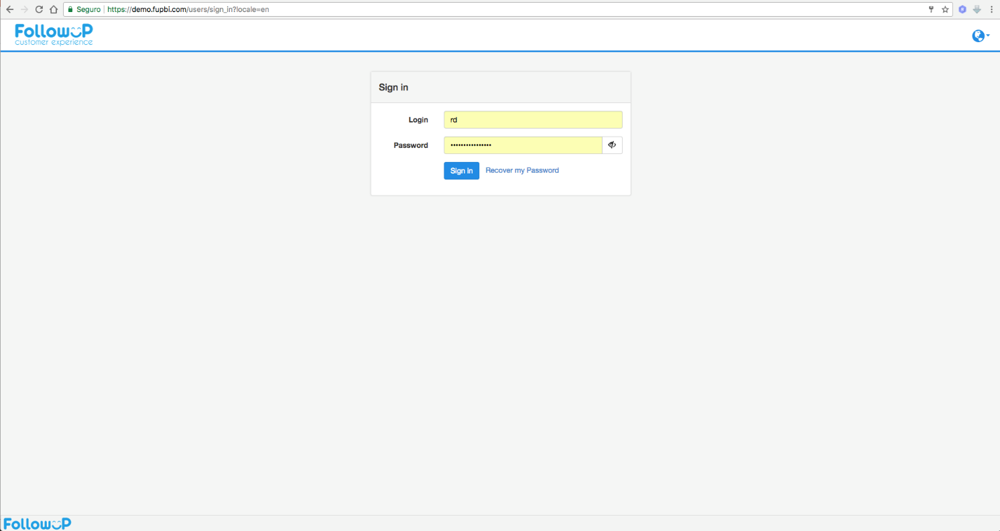 Seguro https://demo.fupbi.com/users/sign_in?locale=en
FollowUP
customer experience
Sign in
Login rd
Password ••••••••••••••••
Sign in Recover my Password
FollowUP